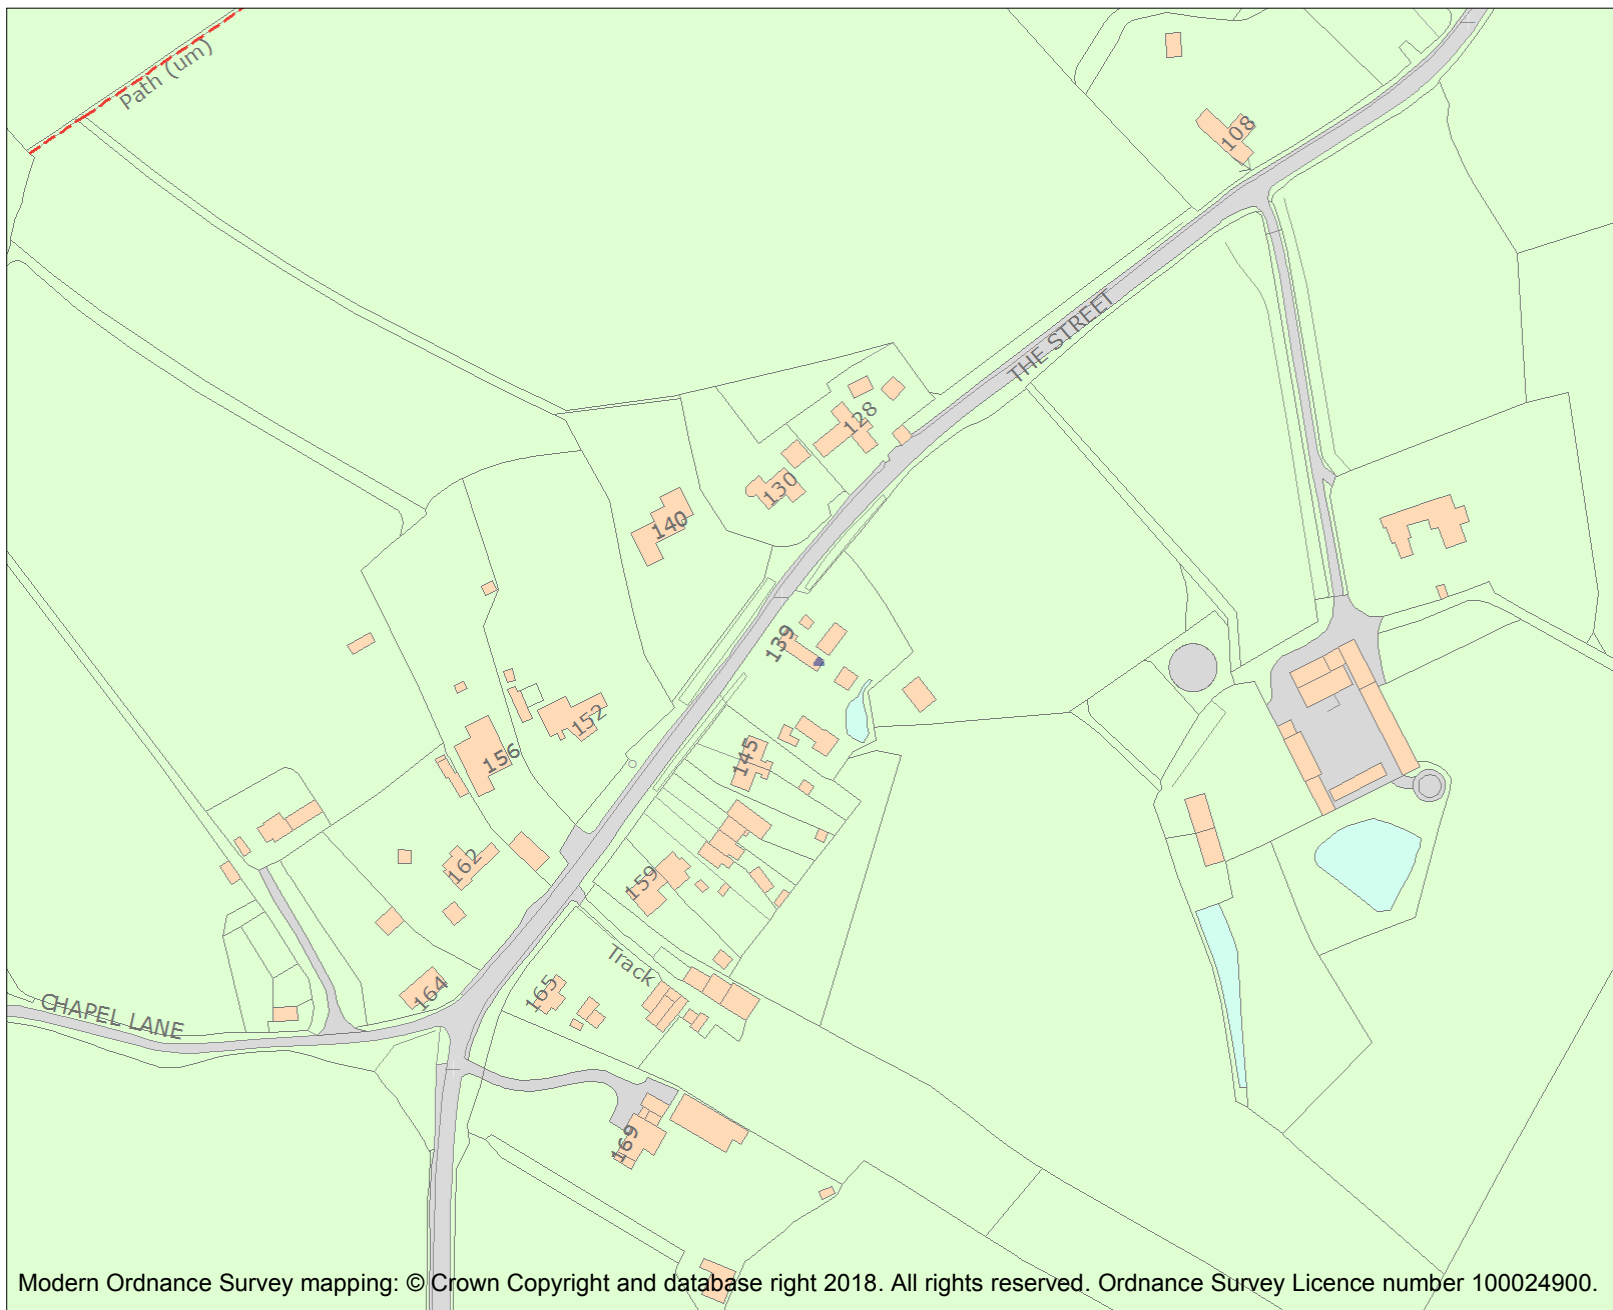 Path (um)
108
THE STREET
128
130
140
139
152
145
156
159
162
Track
165
164
CHAPEL LANE
169
Modern Ordnance Survey mapping: © Crown Copyright and database right 2018. All rights reserved. Ordnance Survey Licence number 100024900.